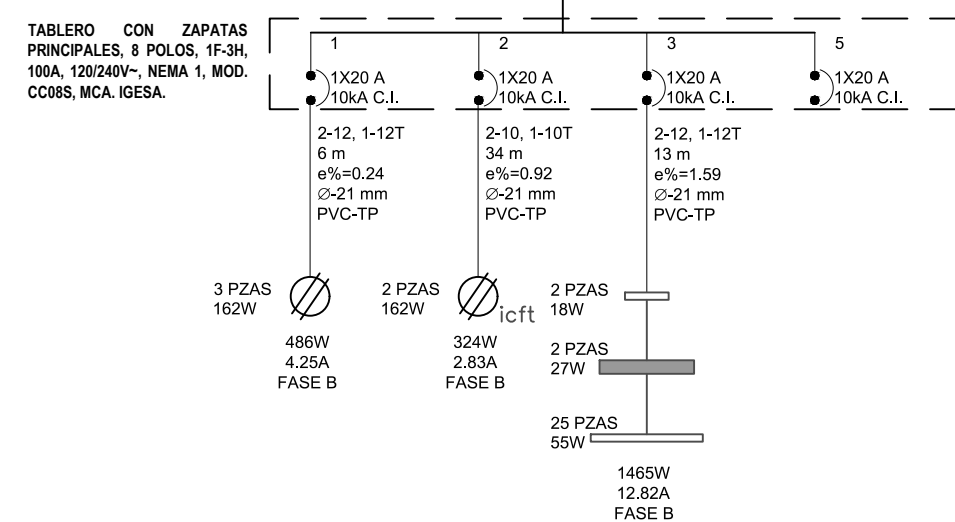 TABLERO CON ZAPATAS
PRINCIPALES, 8 POLOS, 1F-3H,
100A, 120/240V~, NEMA 1, MOD.
CC08S, MCA. IGESA.
1
1X20 A
10kA C.I.
2
1X20 A
10kA C.I.
3
1X20 A
10kA C.I.
5
1X20 A
10kA C.I.
2-12, 1-12T
6 m
e%=0.24
∅-21 mm
PVC-TP
2-10, 1-10T
34 m
e%=0.92
∅-21 mm
PVC-TP
2-12, 1-12T
13 m
e%=1.59
∅-21 mm
PVC-TP
3 PZAS
162W
486W
4.25A
FASE B
2 PZAS
162W
icft
324W
2.83A
FASE B
2 PZAS
18W
2 PZAS
27W
25 PZAS
55W
1465W
12.82A
FASE B